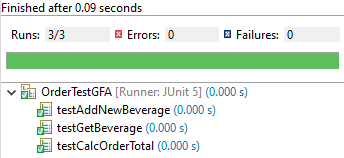 Finished after 0.09 seconds
Runs: 3/3 Errors: 0 Failures: 0
OrderTestGFA [Runner: JUnit 5] (0.000 s)
testAddNewBeverage (0.000 s)
testGetBeverage (0.000 s)
testCalcOrderTotal (0.000 s)